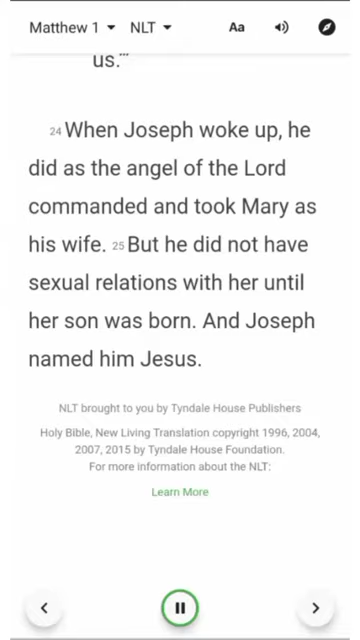 Matthew 1 NLT Aa
us.'"
24 When Joseph woke up, he
did as the angel of the Lord
commanded and took Mary as
his wife. 25 But he did not have
sexual relations with her until
her son was born. And Joseph
named him Jesus.
NLT brought to you by Tyndale House Publishers
Holy Bible, New Living Translation copyright 1996, 2004,
2007, 2015 by Tyndale House Foundation.
For more information about the NLT:
Learn More